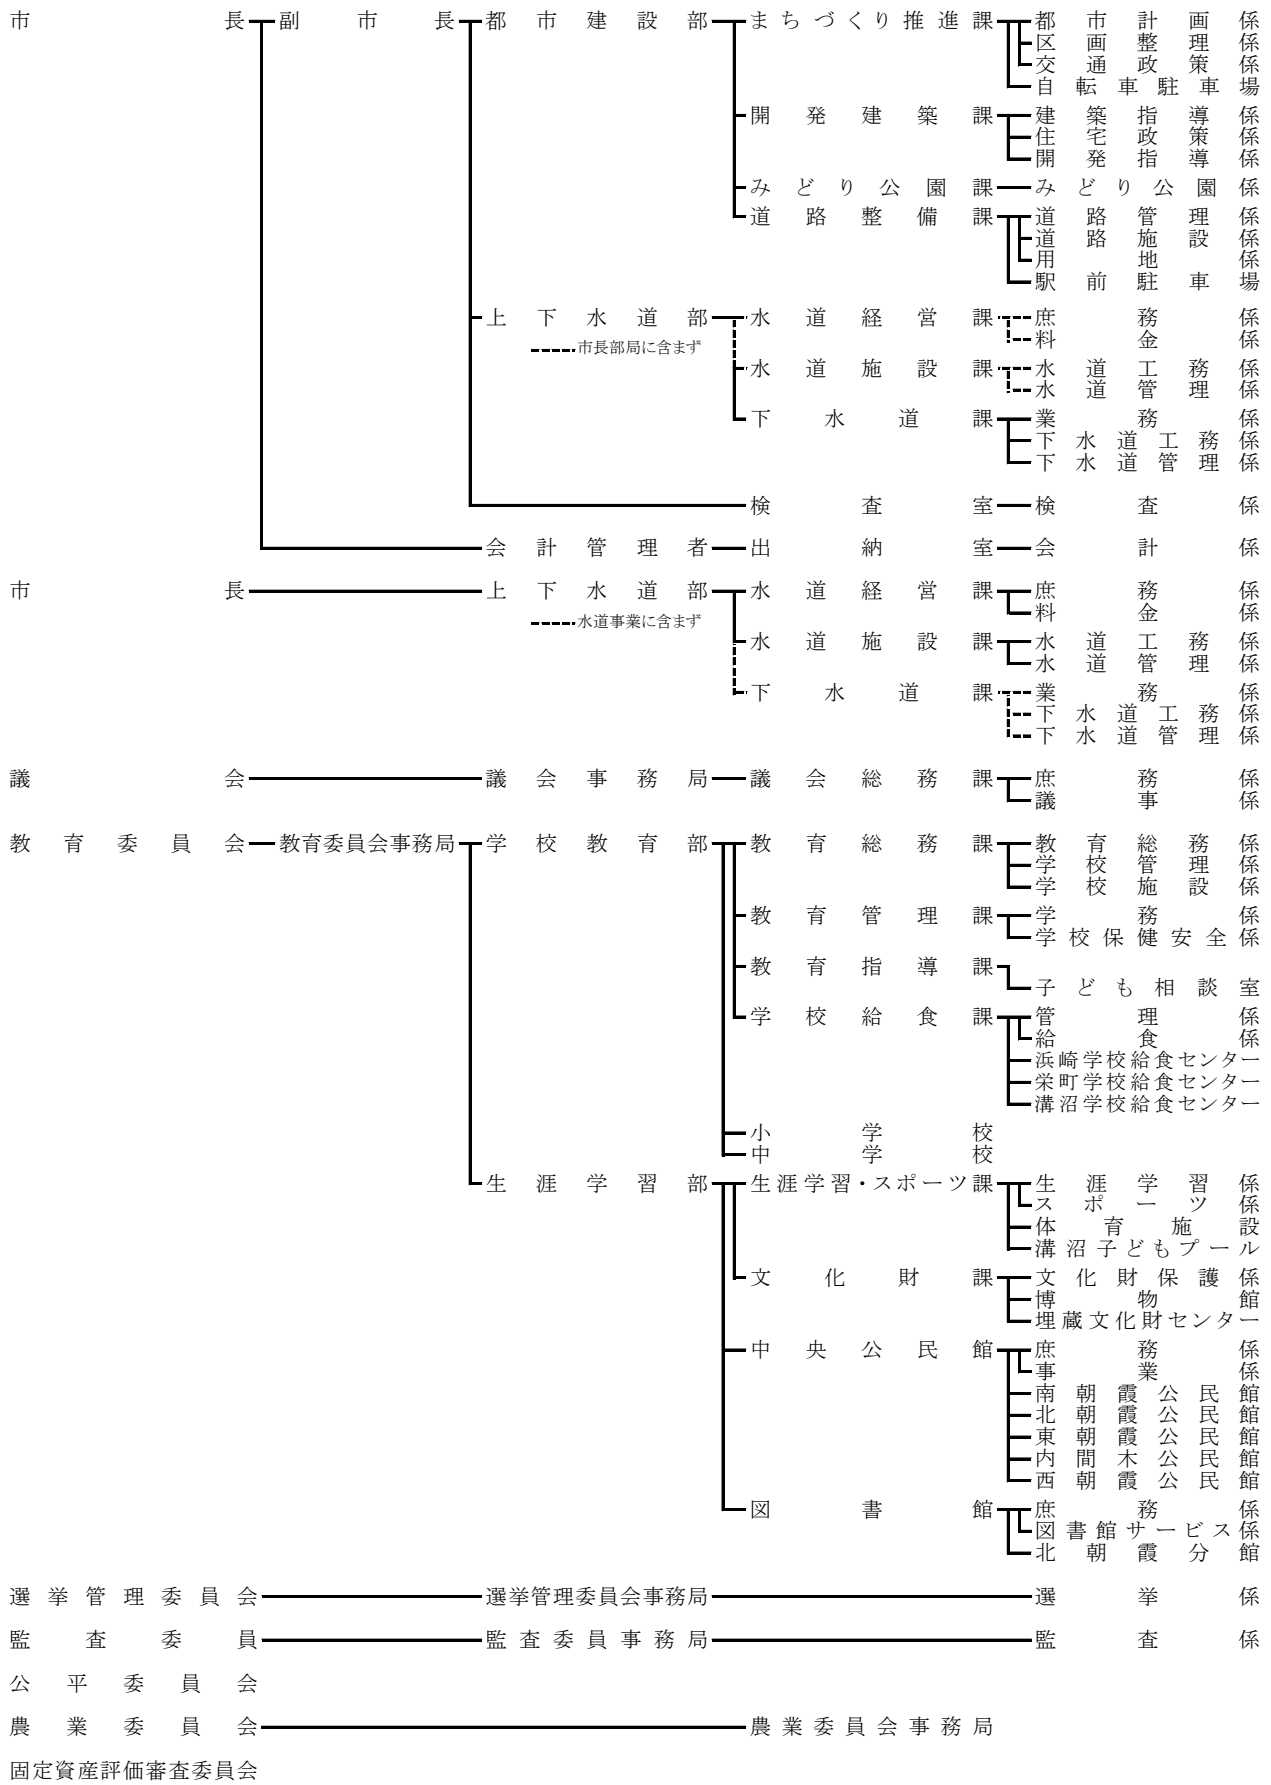 市長 副市長 都市建設部 まちづくり推進課 都市計画係
区画整理係
交通政策係
自転車駐車場
開発建築課 建築指導係
住宅政策係
開発指導係
みどり公園課 みどり公園係
道路整備課 道路管理係
道路施設係
用地係
駅前駐車場
上下水道部 水道経営課 庶務係
料金係
市長部局に含まず
水道施設課 水道工務係
水道管理係
下水道課 業務係
下水道工務係
下水道管理係
検査室 検査係
会計管理者 出納室 会計係
市長 上下水道部 水道経営課 庶務係
料金係
水道事業に含まず
水道施設課 水道工務係
水道管理係
下水道課 業務係
下水道工務係
下水道管理係
議会 議会事務局 議会総務課 庶務係
議事係
教育委員会 教育委員会事務局 学校教育部 教育総務課 教育総務係
学校管理係
学校施設係
教育管理課 学務係
学校保健安全係
教育指導課
子ども相談室
学校給食課 管理係
給食係
浜崎学校給食センター
栄町学校給食センター
溝沼学校給食センター
小学校
中学校
生涯学習部 生涯学習・スポーツ課 生涯学習係
スポーツ係
体育施設
溝沼子どもプール
文化財課 文化財保護係
博物館
埋蔵文化財センター
中央公民館 庶務係
事業係
南朝霞公民館
北朝霞公民館
東朝霞公民館
内間木公民館
西朝霞公民館
図書館 庶務係
図書館サービス係
北朝霞分館
選挙管理委員会 選挙管理委員会事務局 選挙係
監査委員 監査委員事務局 監査係
公平委員会
農業委員会 農業委員会事務局
固定資産評価審査委員会